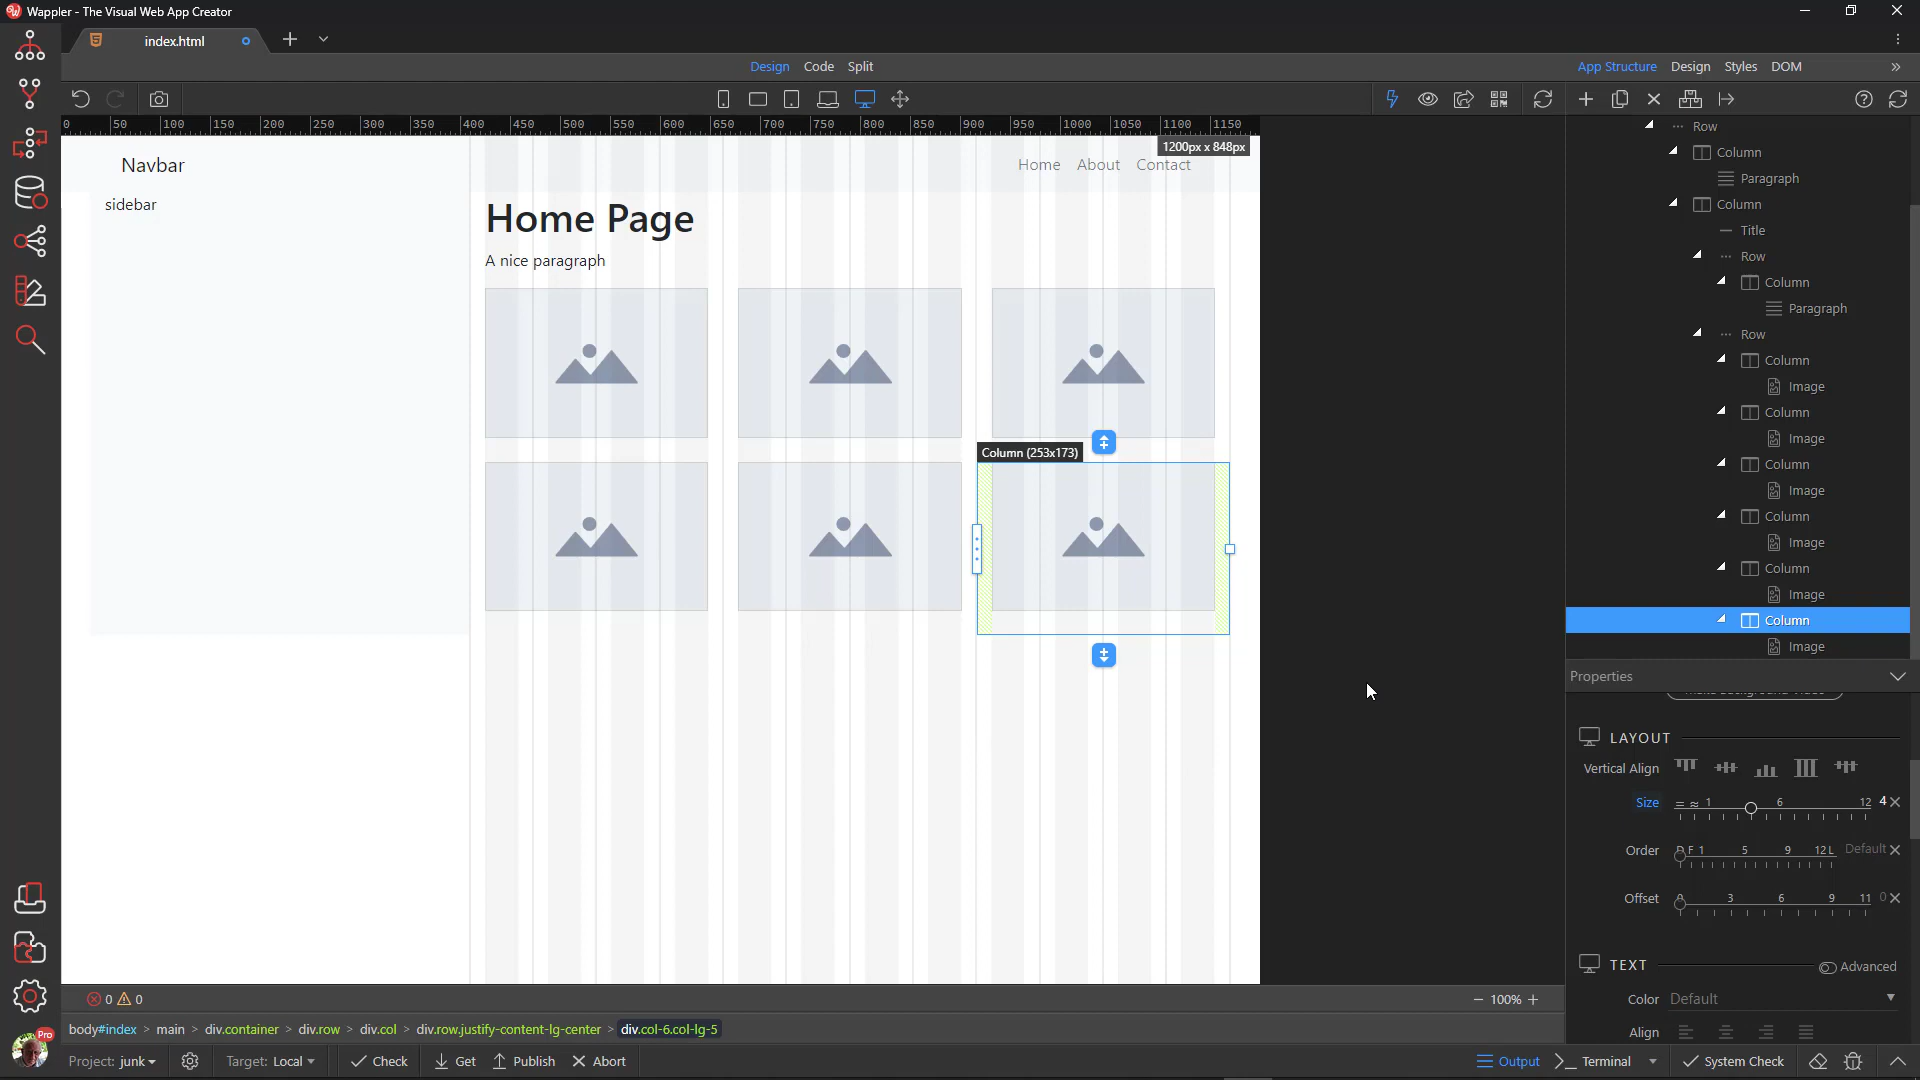 Wappler - The Visual Web App Creator
index.html
Design Code Split
App Structure Design Styles DOM
0 50 100 150 200 250 300 350 400 450 500 550 600 650 700 750 800 850 900 950 1000 1050 1100 1150
1200px x 848px
Navbar
Home About Contact
sidebar
Home Page
A nice paragraph
Column (253x173)
Row
Column
Paragraph
Column
Title
Row
Column
Paragraph
Row
Column
Image
Column
Image
Column
Image
Column
Image
Column
Image
Column
Image
Properties
LAYOUT
Vertical Align
Size = ≈ 1 6 12 4
Order D F 1 5 9 12 L Default
Offset 0 3 6 9 11 0
TEXT Advanced
Color Default
Align
0 0
100%
body#index > main > div.container > div.row > div.col > div.row.justify-content-lg-center > div.col-6.col-lg-5
Pro
Project: junk Target: Local Check Get Publish Abort
Output Terminal System Check